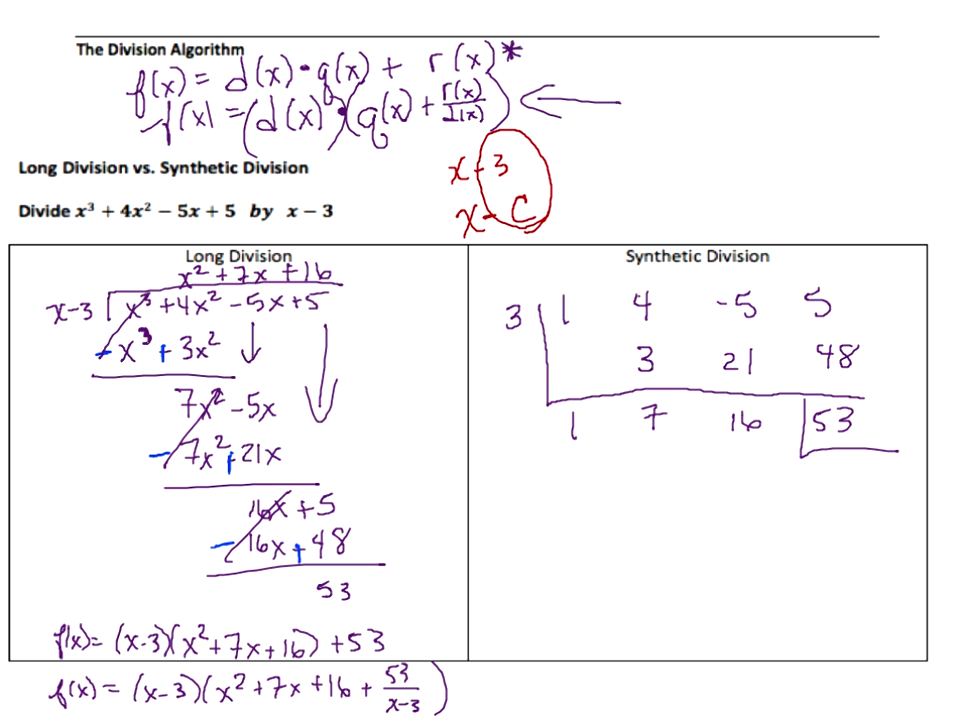 The Division Algorithm
f(x) = d(x) • q(x) + r(x)*
f(x) = (d(x)) • (q(x) + r(x)/d(x))
Long Division vs. Synthetic Division
x - 3
x - C
Divide x³ + 4x² − 5x + 5 by x − 3
Long Division
x² + 7x + 16
x-3 x³ + 4x² - 5x + 5
- x³ + 3x²
7x² - 5x
- 7x² + 21x
16x + 5
- 16x + 48
53
f(x) = (x-3)(x² + 7x + 16) + 53
f(x) = (x-3)(x² + 7x + 16 + 53/x-3)
Synthetic Division
3 1 4 -5 5
3 21 48
1 7 16 53